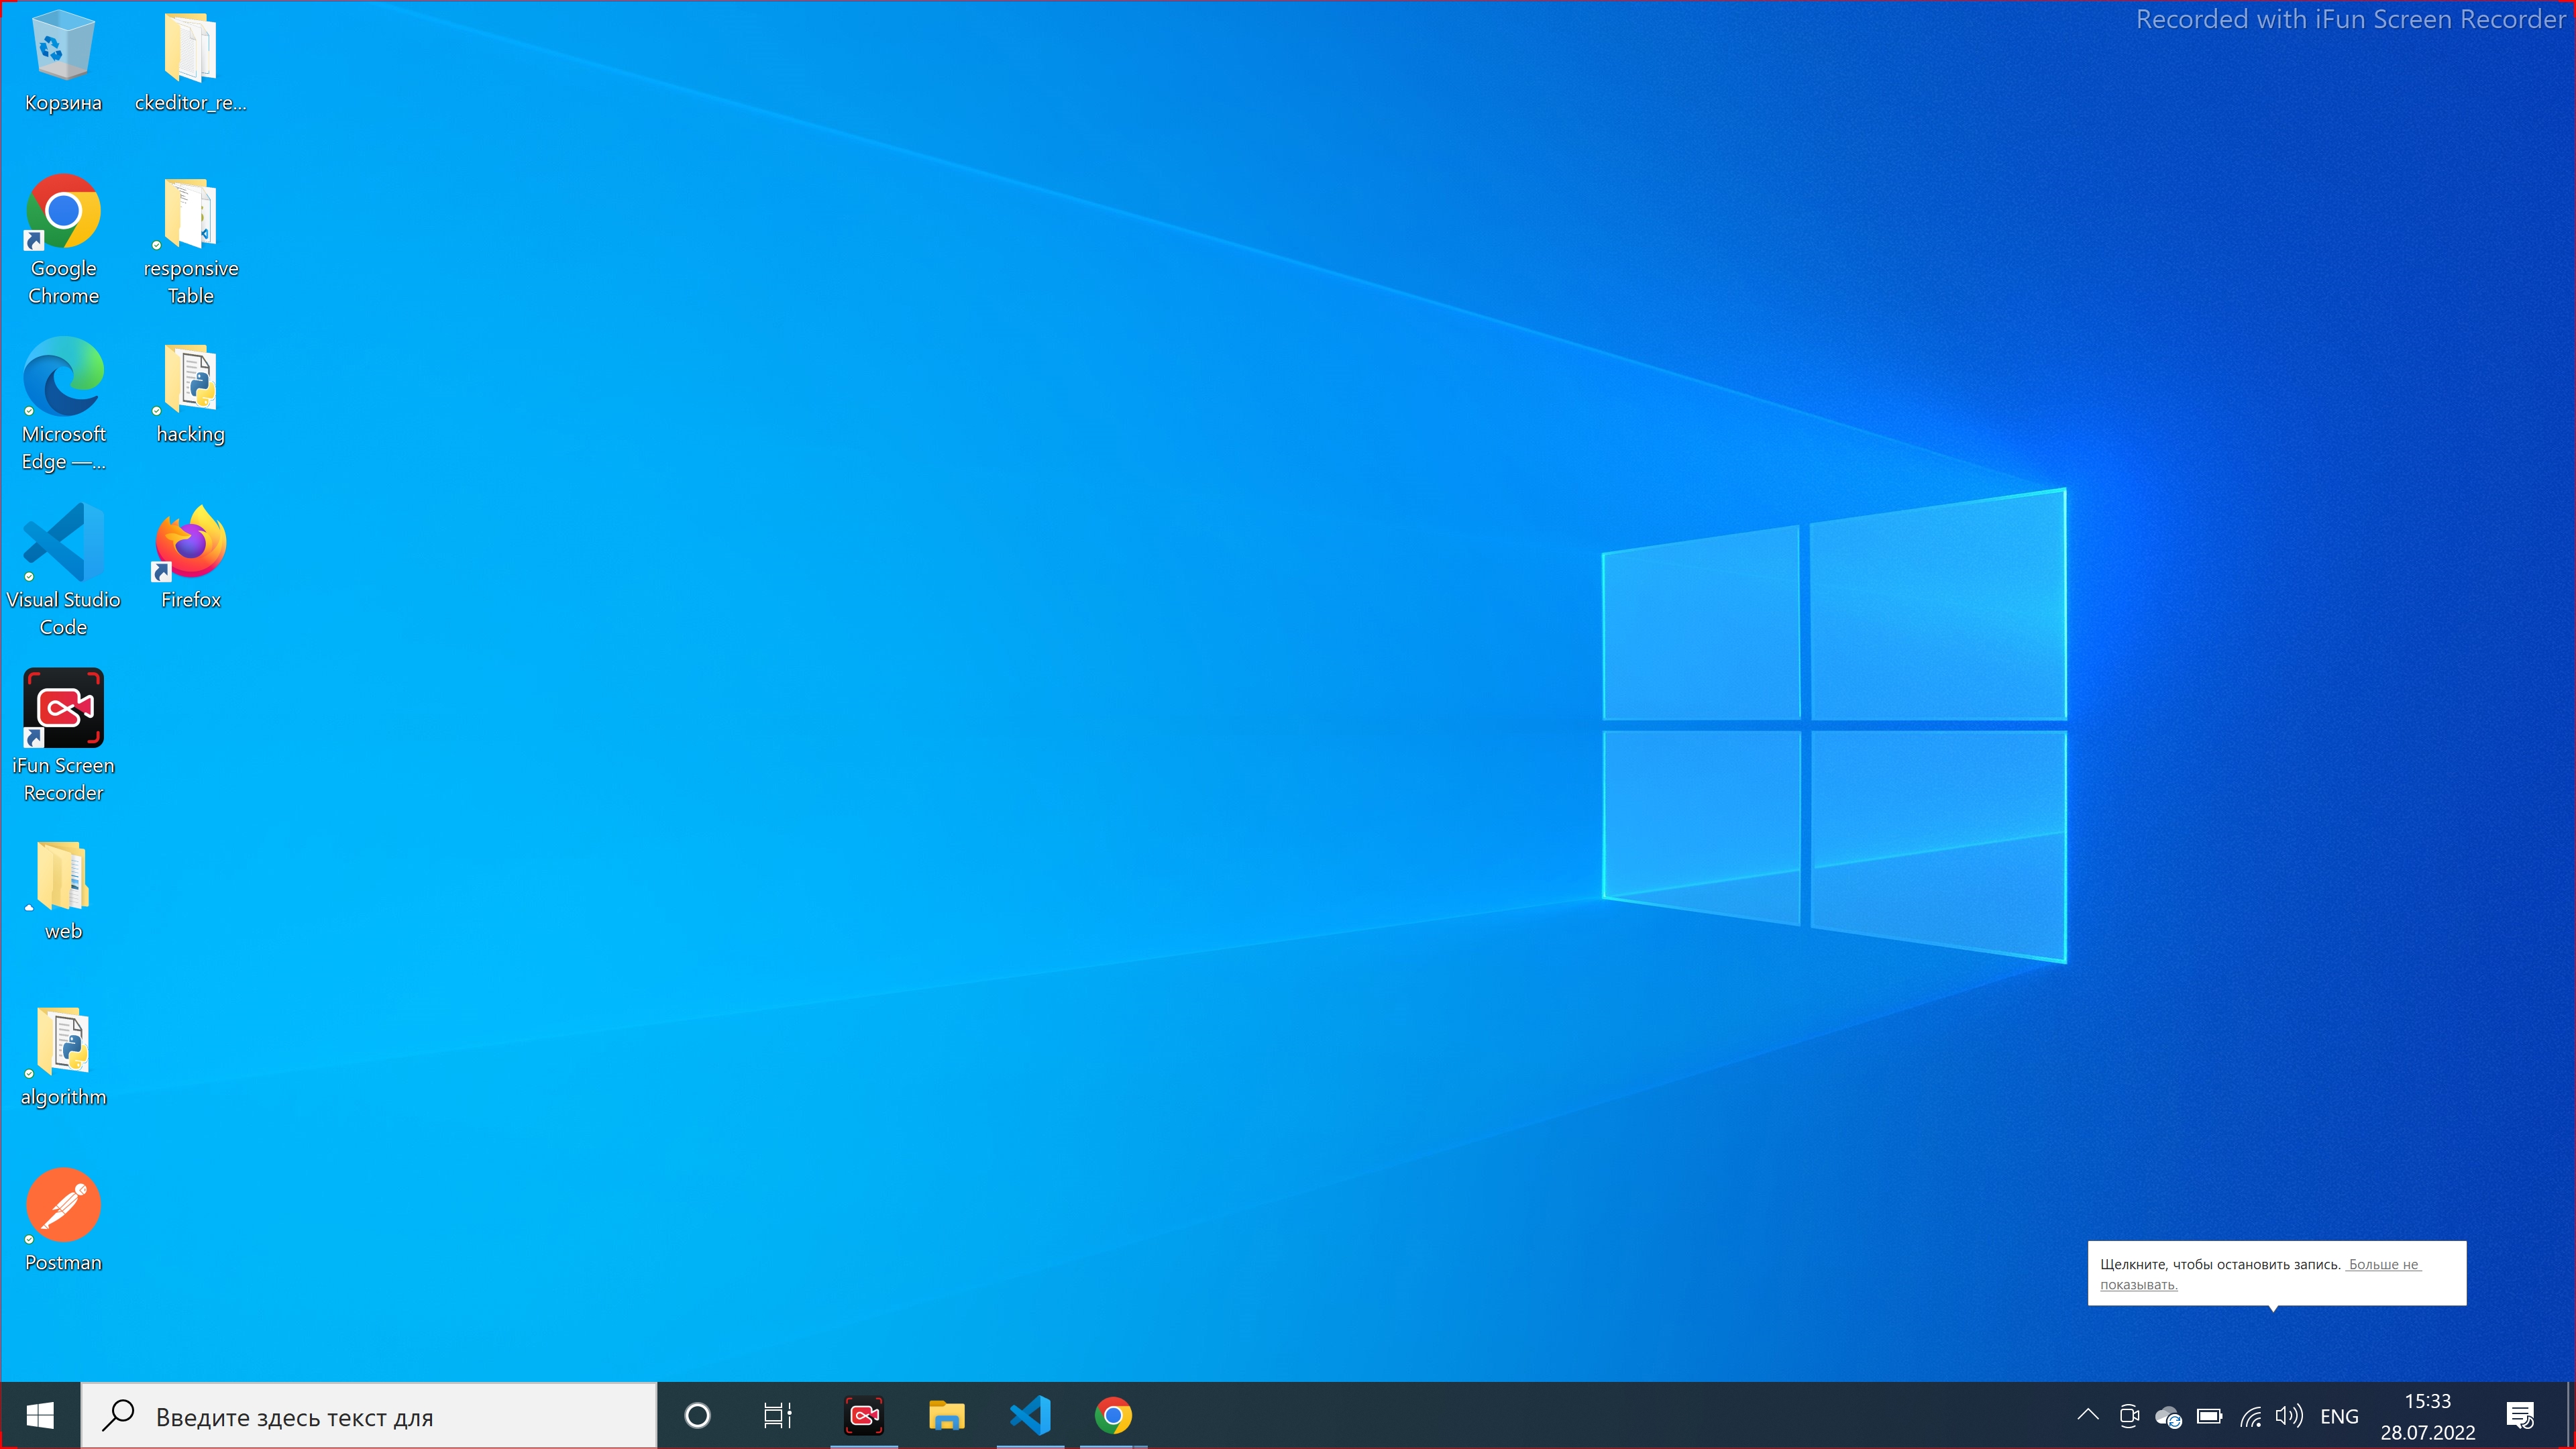 Recorded with iFun Screen Recorder
Корзина
ckeditor_re...
Google
Chrome
responsive
Table
Microsoft
Edge —...
hacking
Visual Studio
Code
Firefox
iFun Screen
Recorder
web
algorithm
Postman
Щелкните, чтобы остановить запись. Больше не
показывать.
Введите здесь текст для
ENG
15:33
28.07.2022